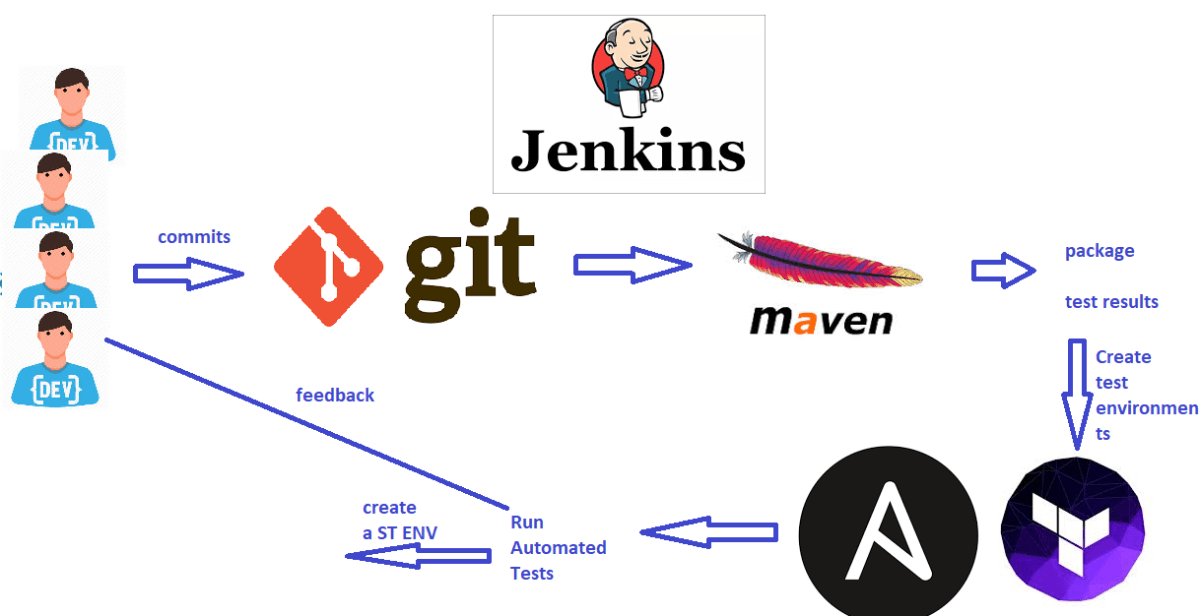 Jenkins
{DEV}
{DEV}
{DEV}
{DEV}
commits
git
maven
package
test results
Create
test
environmen
ts
feedback
create
a ST ENV
Run
Automated
Tests